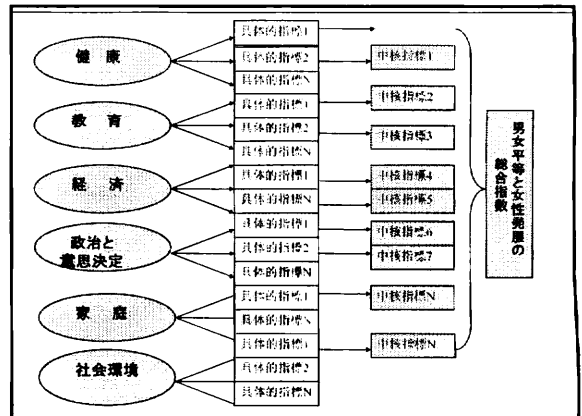 健 康
教 育
経 済
政治と
意思決定
家 庭
社会環境
具体的指標1
具体的指標2
具体的指標N
具体的指標1
具体的指標2
具体的指標N
具体的指標1
具体的指標N
具体的指標1
具体的指標2
具体的指標N
具体的指標1
具体的指標N
具体的指標1
具体的指標2
具体的指標N
中核指標1
中核指標2
中核指標3
中核指標4
中核指標5
中核指標6
中核指標7
中核指標N
中核指標N
男女平等と女性発展の
総合指数